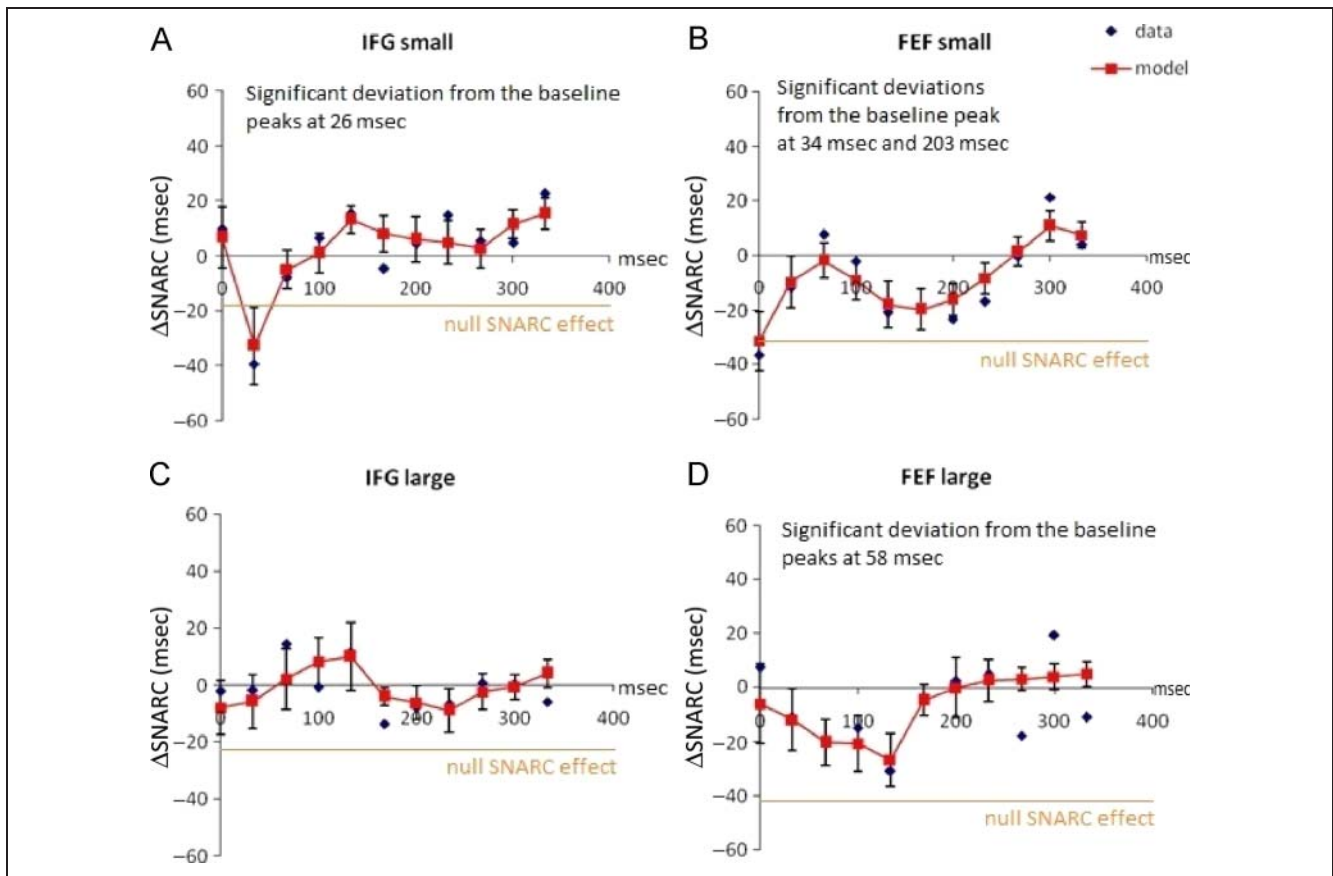 A
IFG small
Significant deviation from the baseline
peaks at 26 msec
60
40
20
0
−20
−40
−60
ΔSNARC (msec)
0
100
200
300
400
msec
null SNARC effect
B
FEF small
data
model
Significant deviations
from the baseline peak
at 34 msec and 203 msec
60
40
20
0
−20
−40
−60
ΔSNARC (msec)
0
100
200
300
400
msec
null SNARC effect
C
IFG large
60
40
20
0
−20
−40
−60
ΔSNARC (msec)
0
100
200
300
400
msec
null SNARC effect
D
FEF large
Significant deviation from the baseline
peaks at 58 msec
60
40
20
0
−20
−40
−60
ΔSNARC (msec)
0
100
200
300
400
msec
null SNARC effect